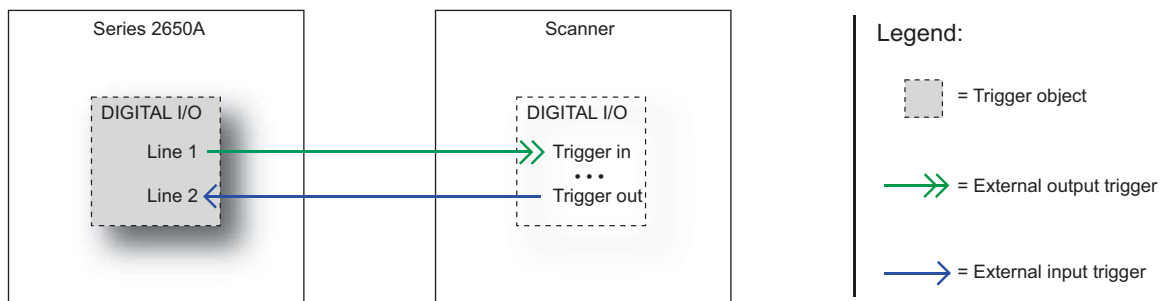 Series 2650A
DIGITAL I/O
Line 1
Line 2
Scanner
DIGITAL I/O
Trigger in
• • •
Trigger out
Legend:
= Trigger object
= External output trigger
= External input trigger